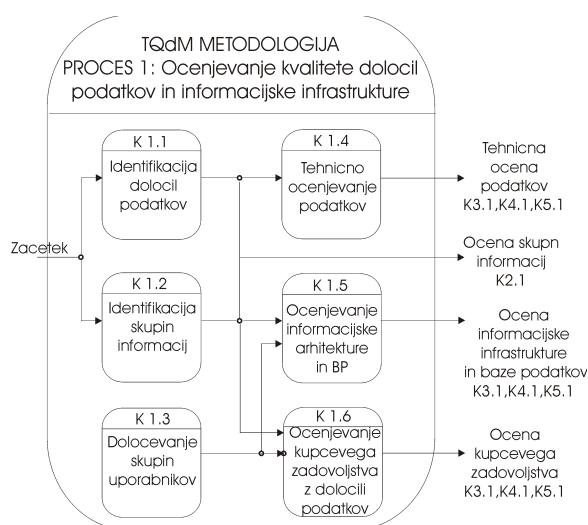 TQdM METODOLOGIJA
PROCES 1: Ocenjevanje kvalitete dolocil
podatkov in informacijske infrastrukture
Zacetek
K 1.1
Identifikacija
dolocil
podatkov
K 1.2
Identifikacija
skupin
informacij
K 1.3
Dolocevanje
skupin
uporabnikov
K 1.4
Tehnicno
ocenjevanje
podatkov
K 1.5
Ocenjevanje
informacijske
arhitekture
in BP
K 1.6
Ocenjevanje
kupcevega
zadovoljstva
z dolocili
podatkov
Tehnicna
ocena
podatkov
K3.1,K4.1,K5.1
Ocena skupn
informacij
K2.1
Ocena
informacijske
infrastrukture
in baze podatkov
K3.1,K4.1,K5.1
Ocena
kupcevega
zadovoljstva
K3.1,K4.1,K5.1